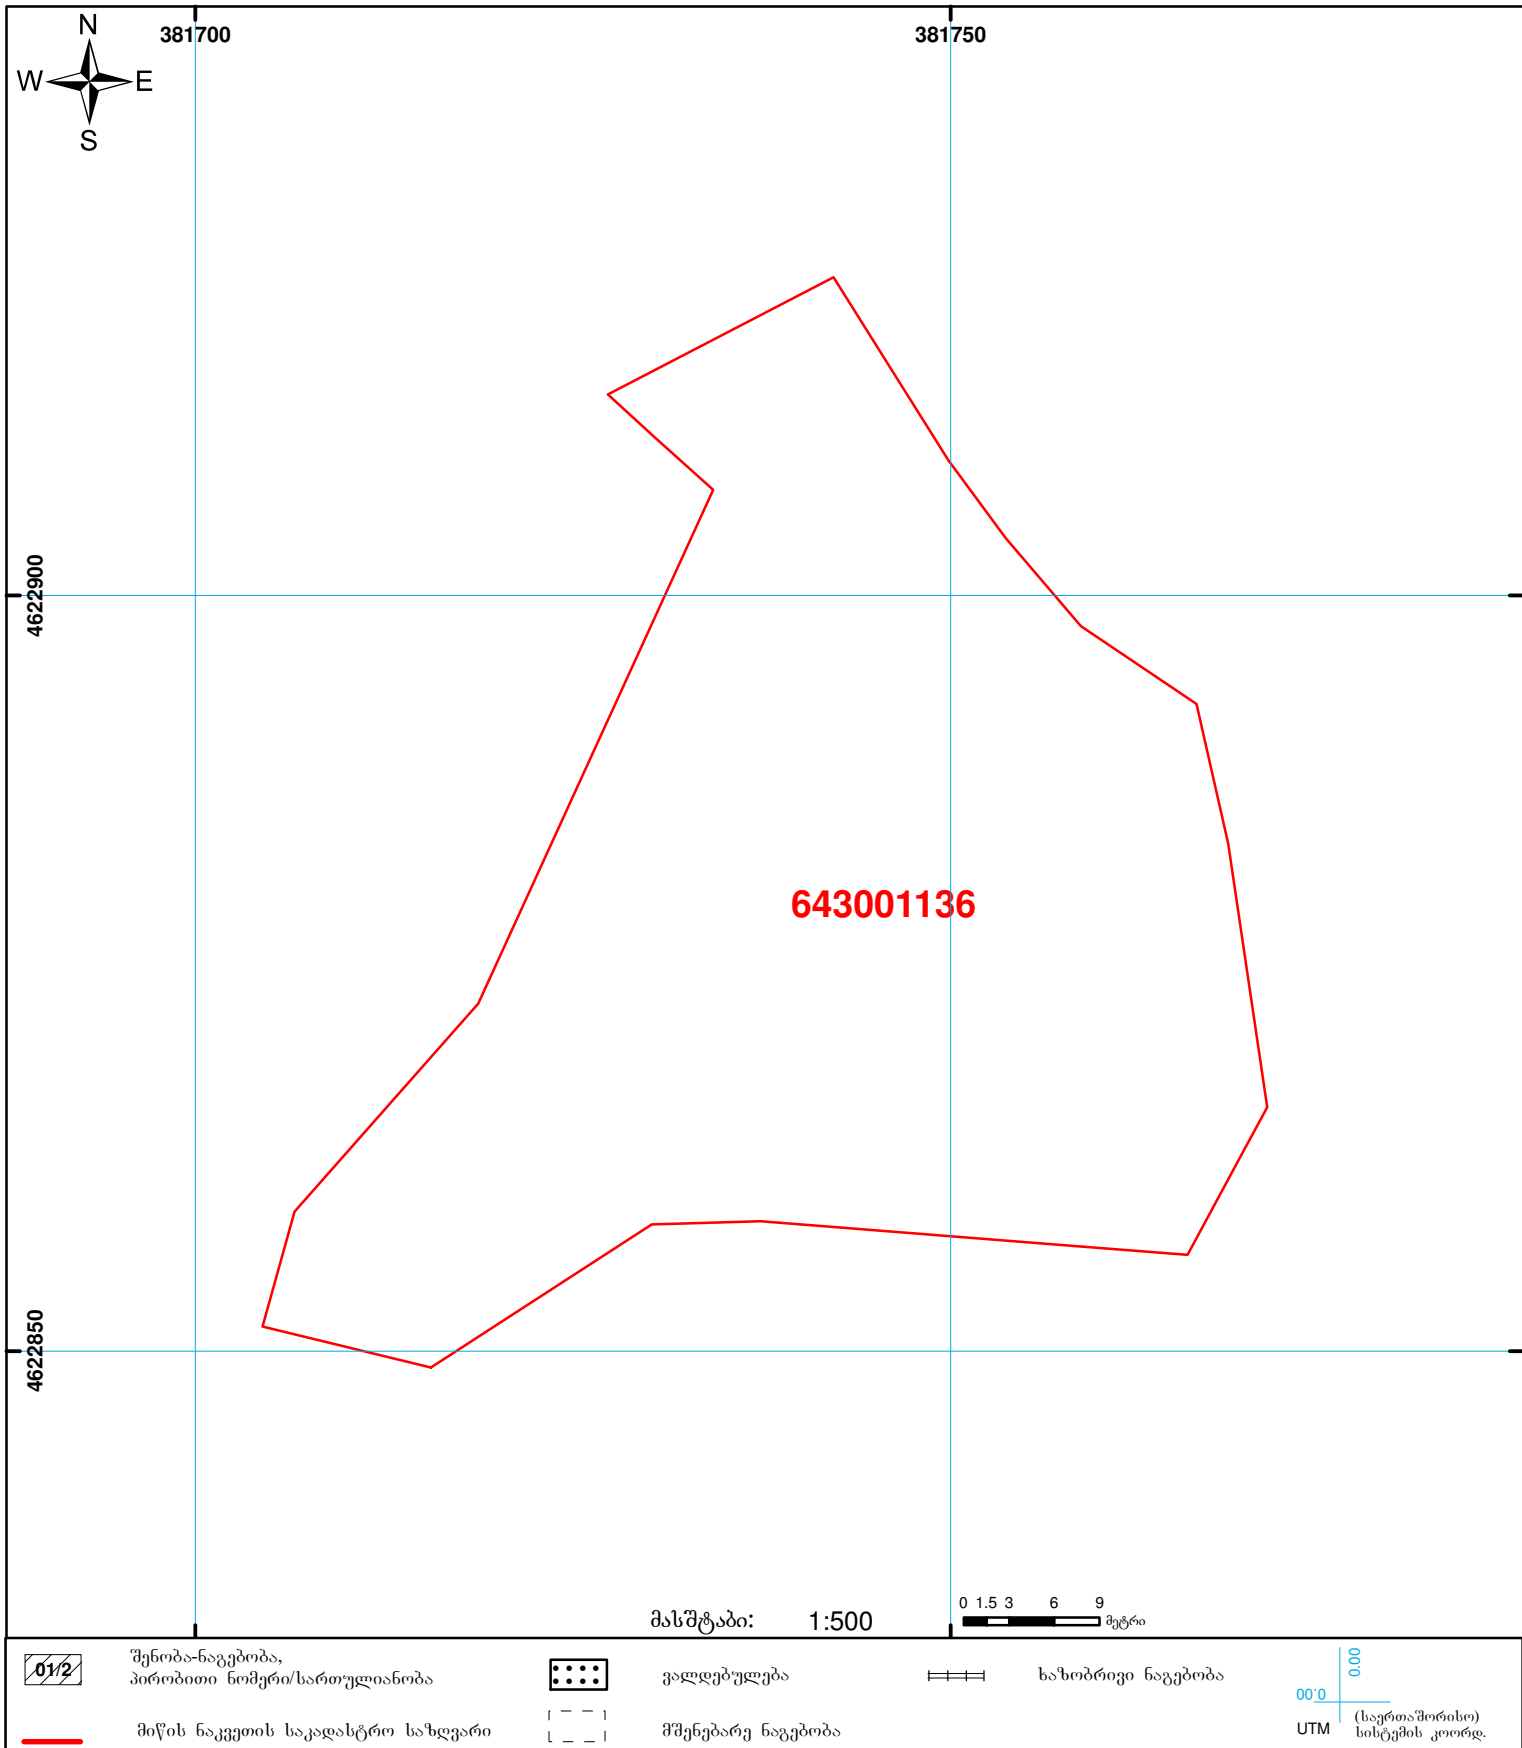 N
W E
S
381700
381750
4622900
4622850
643001136
მასშტაბი: 1:500
0 1.5 3 6 9
მეტრი
01/2
შენობა-ნაგებობა,
პირობითი ნომერი/სართულიანობა
ვალდებულება
ხაზობრივი ნაგებობა
მიწის ნაკვეთის საკადასტრო საზღვარი
მშენებარე ნაგებობა
00.0
00.0
UTM
(საერთაშორისო)
სისტემის კოორდ.